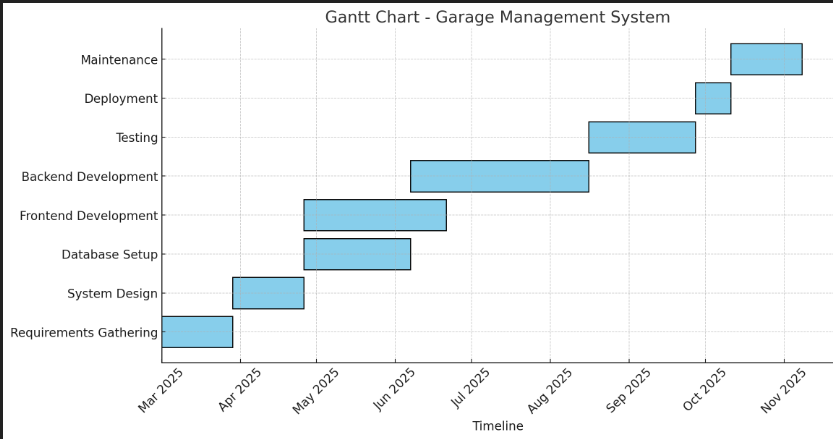 Gantt Chart - Garage Management System
Maintenance
Deployment
Testing
Backend Development
Frontend Development
Database Setup
System Design
Requirements Gathering
Mar 2025
Apr 2025
May 2025
Jun 2025
Jul 2025
Aug 2025
Sep 2025
Oct 2025
Nov 2025
Timeline